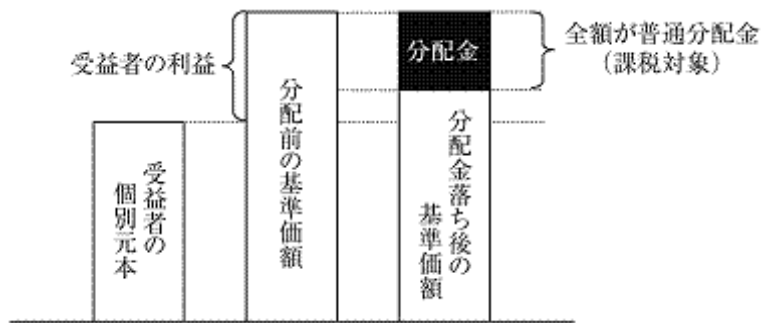 受益者の利益
分配金
全額が普通分配金
(課税対象)
受益者の
個別元本
分配前の基準価額
分配金落ち後の
基準価額